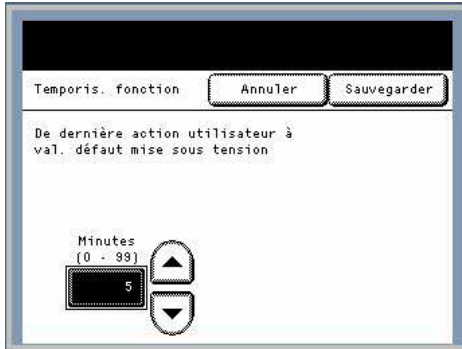 Temporis. fonction
Annuler
Sauvegarder
De dernière action utilisateur à
val. défaut mise sous tension
Minutes
(0 - 99)
5